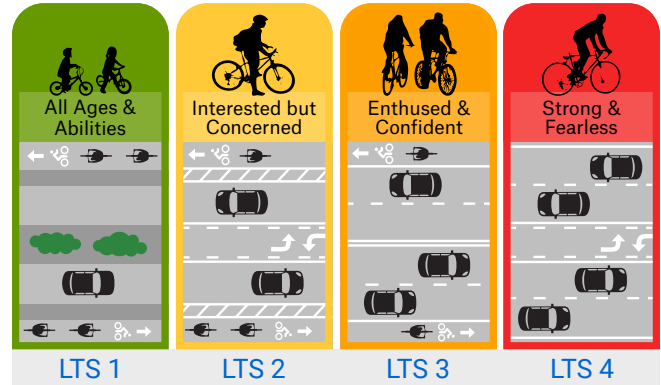 All Ages &
Abilities
Interested but
Concerned
Enthused &
Confident
Strong &
Fearless
LTS 1
LTS 2
LTS 3
LTS 4